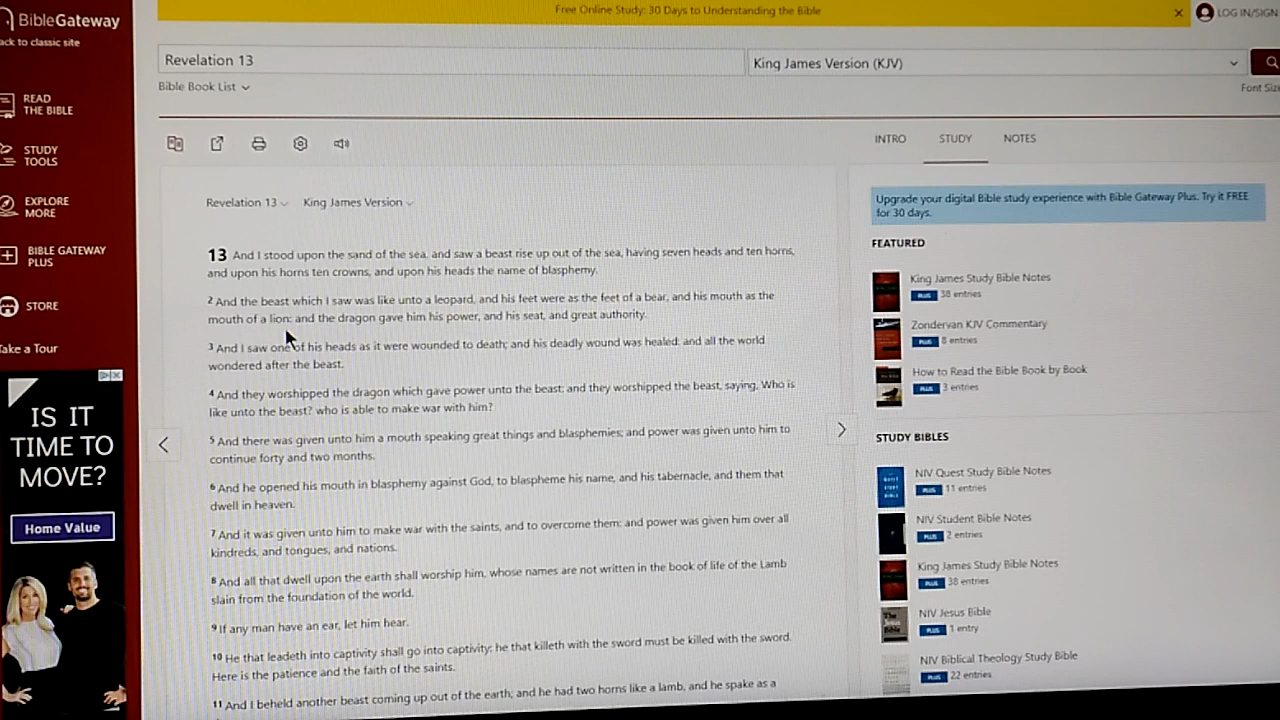 Free Online Study: 30 Days to Understanding the Bible
LOG IN/SIGN
BibleGateway
ack to classic site
READ
THE BIBLE
STUDY
TOOLS
EXPLORE
MORE
BIBLE GATEWAY
PLUS
STORE
Take a Tour
IS IT
TIME TO
MOVE?
Home Value
Revelation 13
King James Version (KJV)
Bible Book List
Font Size
INTRO STUDY NOTES
Revelation 13 King James Version
13 And I stood upon the sand of the sea, and saw a beast rise up out of the sea, having seven heads and ten horns,
and upon his horns ten crowns, and upon his heads the name of blasphemy.
2 And the beast which I saw was like unto a leopard, and his feet were as the feet of a bear, and his mouth as the
mouth of a lion: and the dragon gave him his power, and his seat, and great authority.
3 And I saw one of his heads as it were wounded to death; and his deadly wound was healed: and all the world
wondered after the beast.
4 And they worshipped the dragon which gave power unto the beast: and they worshipped the beast, saying, Who is
like unto the beast? who is able to make war with him?
5 And there was given unto him a mouth speaking great things and blasphemies; and power was given unto him to
continue forty and two months.
6 And he opened his mouth in blasphemy against God, to blaspheme his name, and his tabernacle, and them that
dwell in heaven.
7 And it was given unto him to make war with the saints, and to overcome them: and power was given him over all
kindreds, and tongues, and nations.
8 And all that dwell upon the earth shall worship him, whose names are not written in the book of life of the Lamb
slain from the foundation of the world.
9 If any man have an ear, let him hear.
10 He that leadeth into captivity shall go into captivity: he that killeth with the sword must be killed with the sword.
Here is the patience and the faith of the saints.
11 And I beheld another beast coming up out of the earth; and he had two horns like a lamb, and he spake as a
Upgrade your digital Bible study experience with Bible Gateway Plus. Try it FREE
for 30 days.
FEATURED
King James Study Bible Notes
PLUS 38 entries
Zondervan KJV Commentary
PLUS 8 entries
How to Read the Bible Book by Book
PLUS 3 entries
STUDY BIBLES
NIV Quest Study Bible Notes
PLUS 11 entries
NIV Student Bible Notes
PLUS 2 entries
King James Study Bible Notes
PLUS 38 entries
NIV Jesus Bible
PLUS 1 entry
NIV Biblical Theology Study Bible
PLUS 22 entries